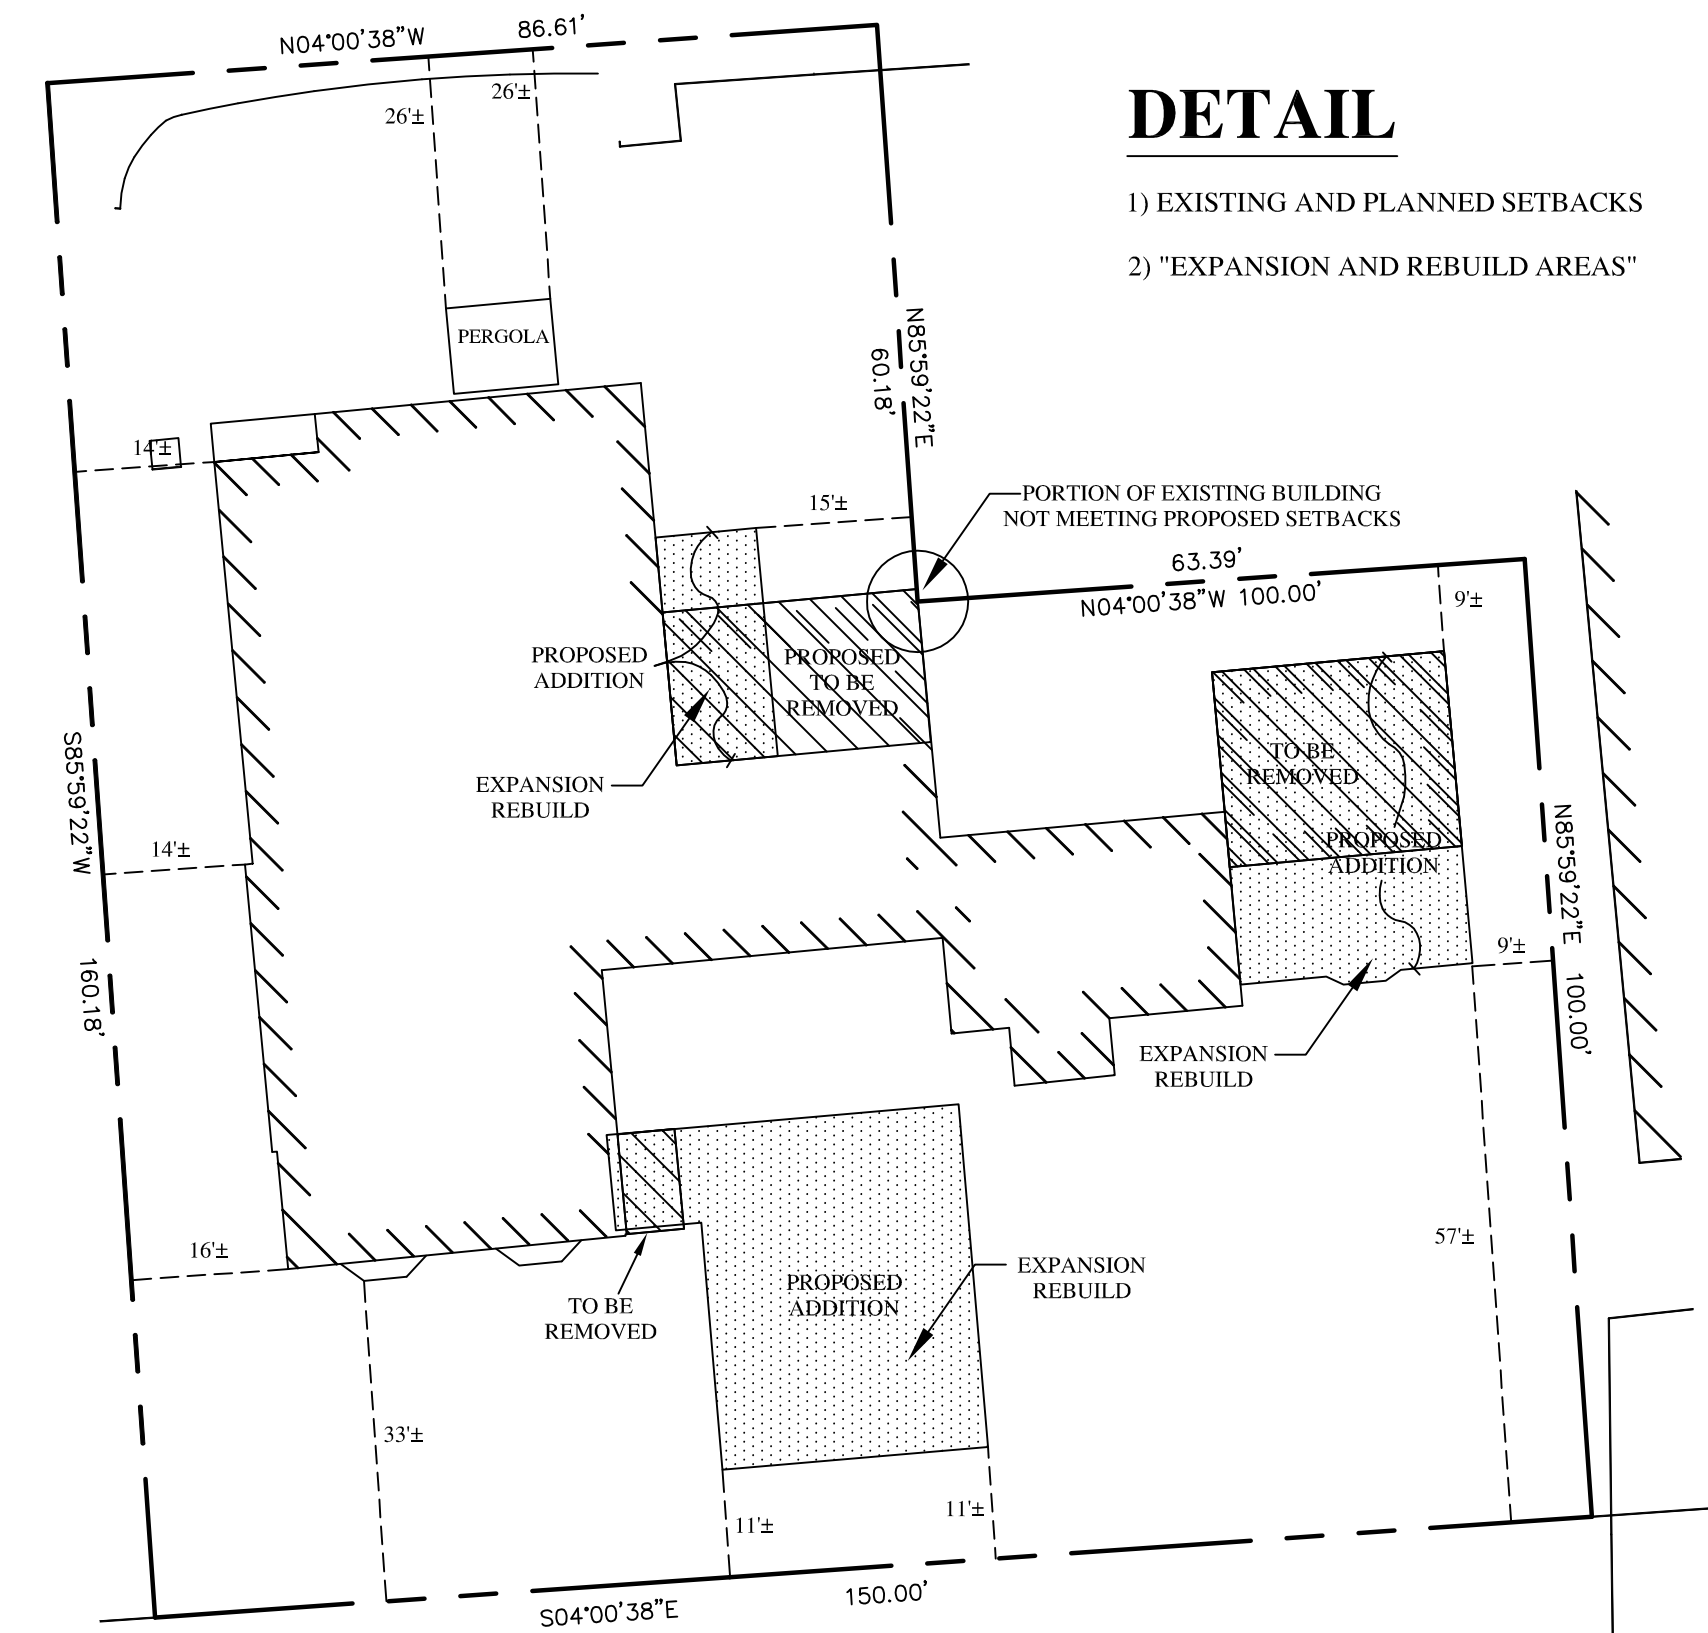 N04°00'38"W 86.61'
DETAIL
1) EXISTING AND PLANNED SETBACKS
2) "EXPANSION AND REBUILD AREAS"
26'±
26'±
PERGOLA
N85°59'22"E
60.18'
14'±
15'±
PORTION OF EXISTING BUILDING
NOT MEETING PROPOSED SETBACKS
63.39'
N04°00'38"W 100.00'
9'±
PROPOSED
ADDITION
PROPOSED
TO BE
REMOVED
EXPANSION
REBUILD
TO BE
REMOVED
PROPOSED
ADDITION
S85°59'22"W 160.18'
14'±
N85°59'22"E 100.00'
9'±
EXPANSION
REBUILD
16'±
57'±
TO BE
REMOVED
PROPOSED
ADDITION
EXPANSION
REBUILD
33'±
11'±
11'±
S04°00'38"E 150.00'